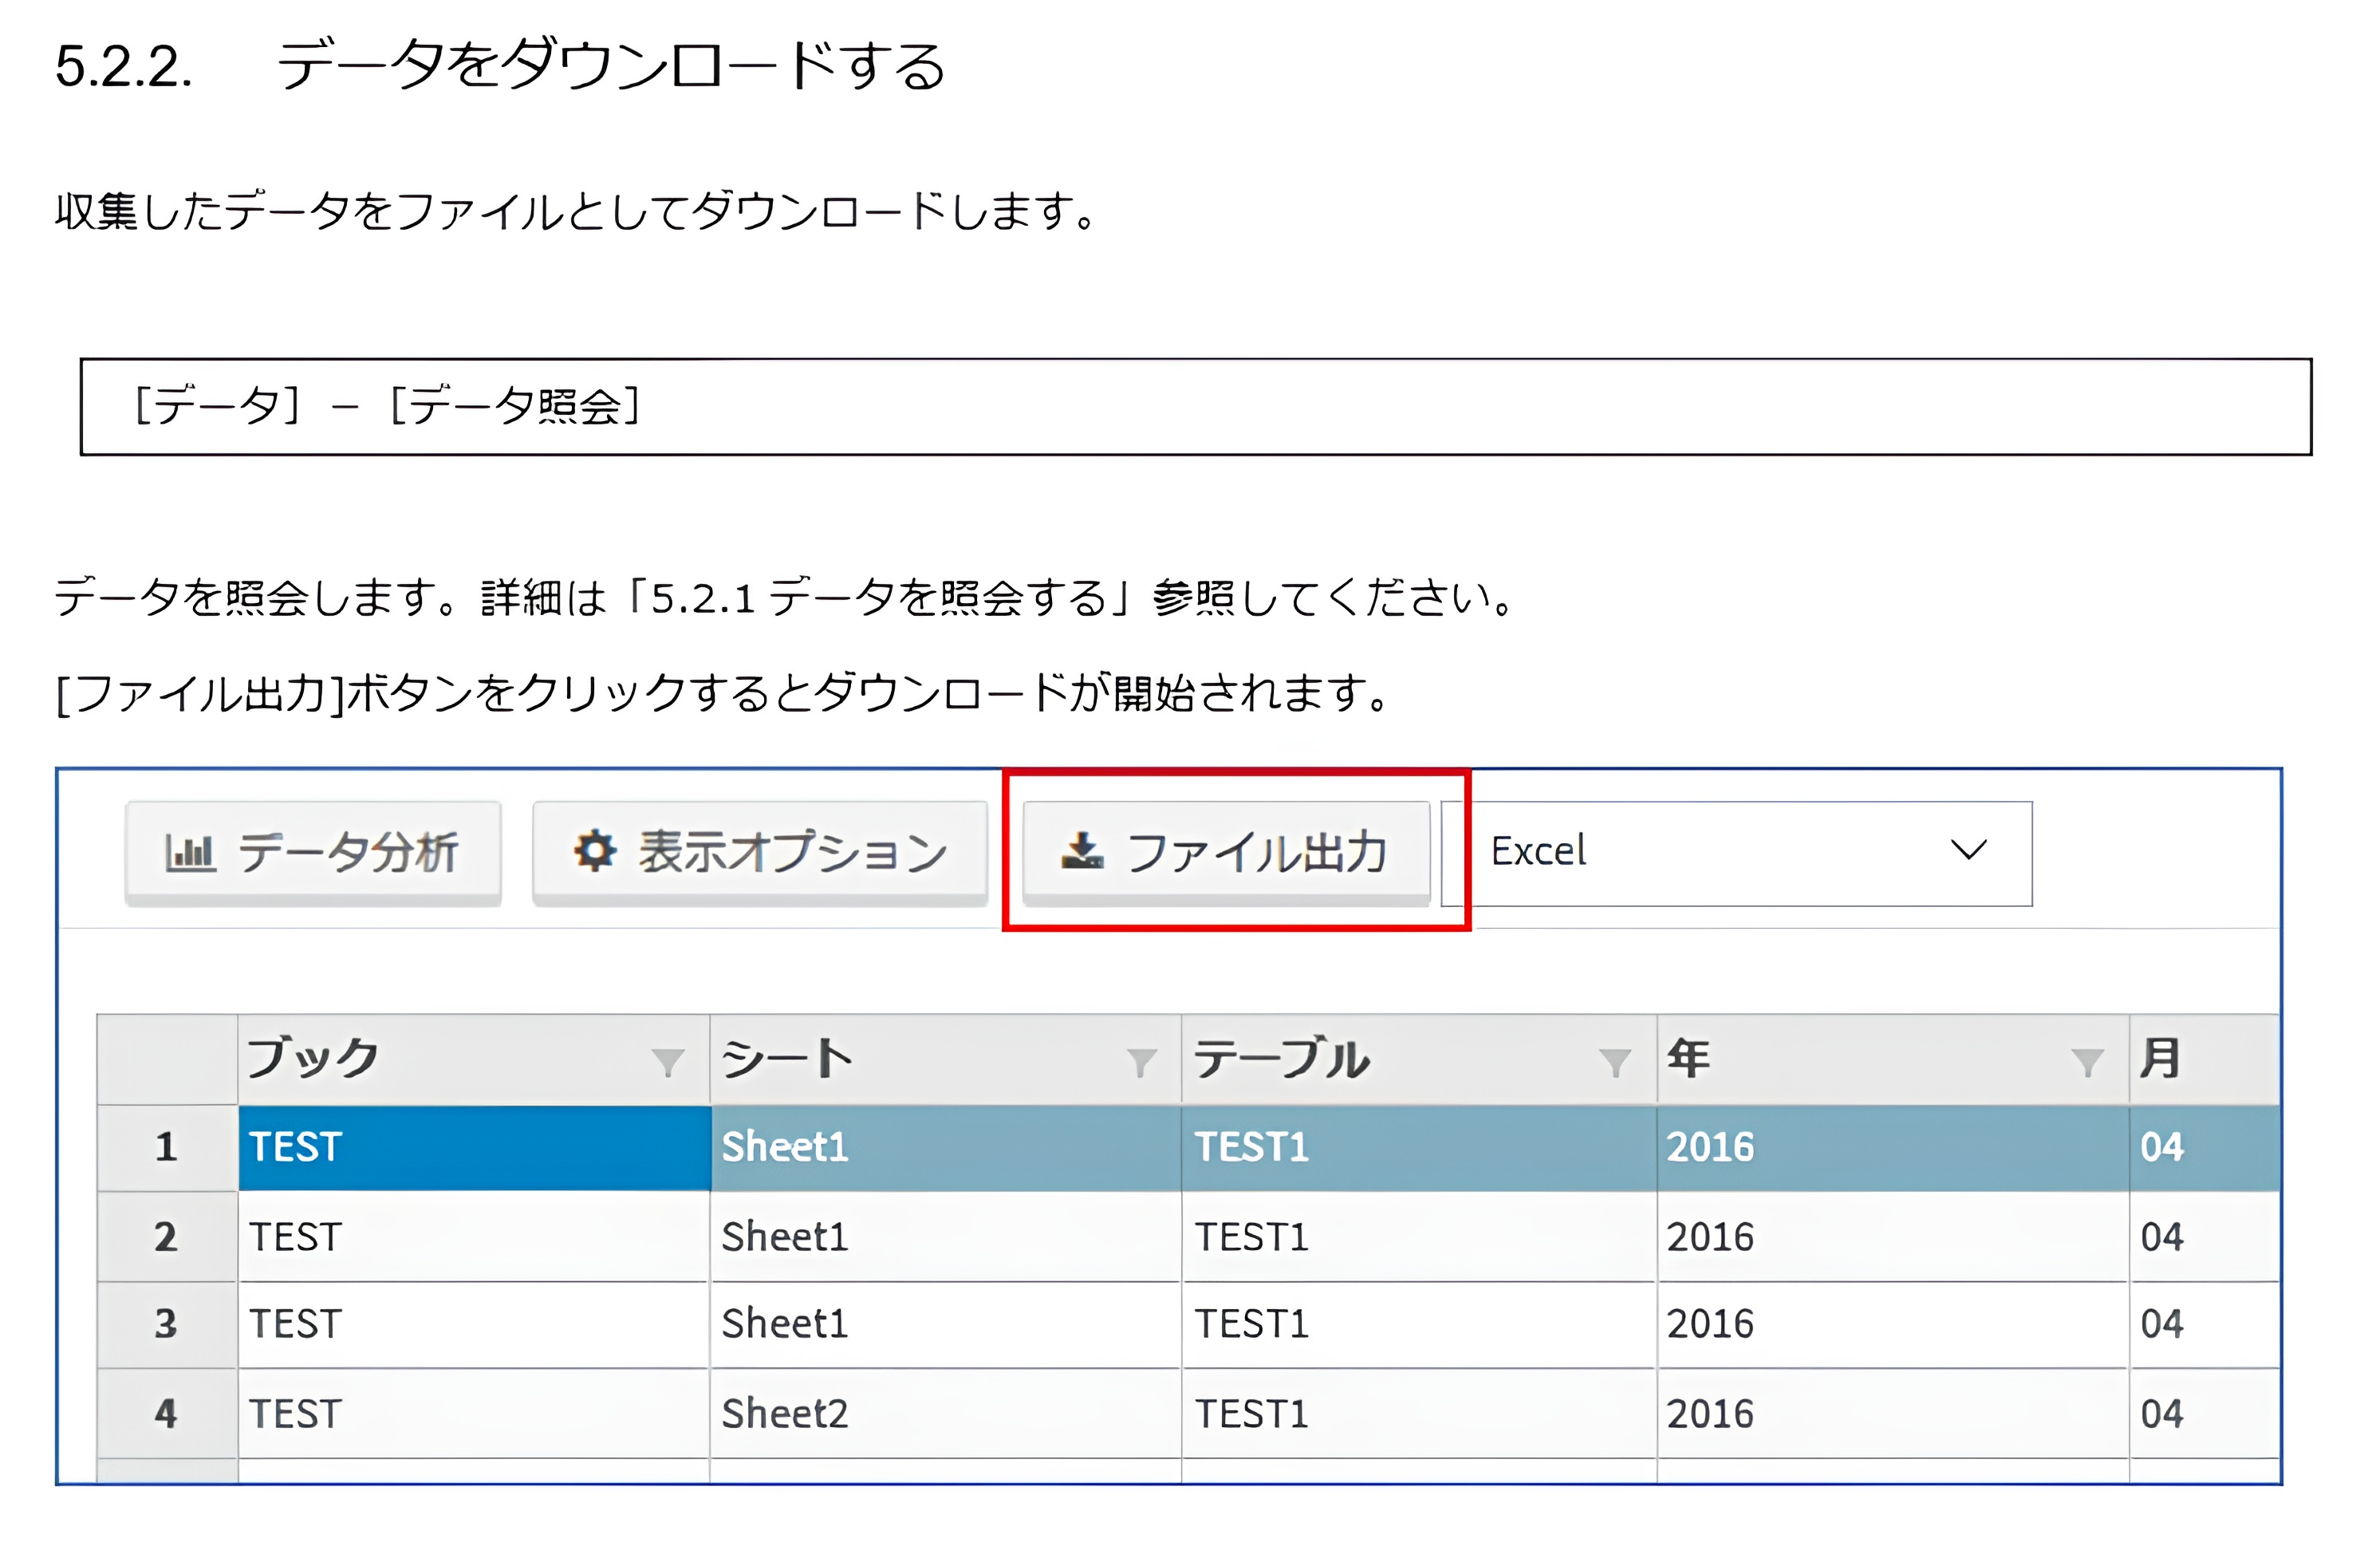 5.2.2. データをダウンロードする
収集したデータをファイルとしてダウンロードします。
[データ] － [データ照会]
データを照会します。詳細は「5.2.1 データを照会する」参照してください。
[ファイル出力]ボタンをクリックするとダウンロードが開始されます。
データ分析 表示オプション ファイル出力 Excel
ブック シート テーブル 年 月
1 TEST Sheet1 TEST1 2016 04
2 TEST Sheet1 TEST1 2016 04
3 TEST Sheet1 TEST1 2016 04
4 TEST Sheet2 TEST1 2016 04